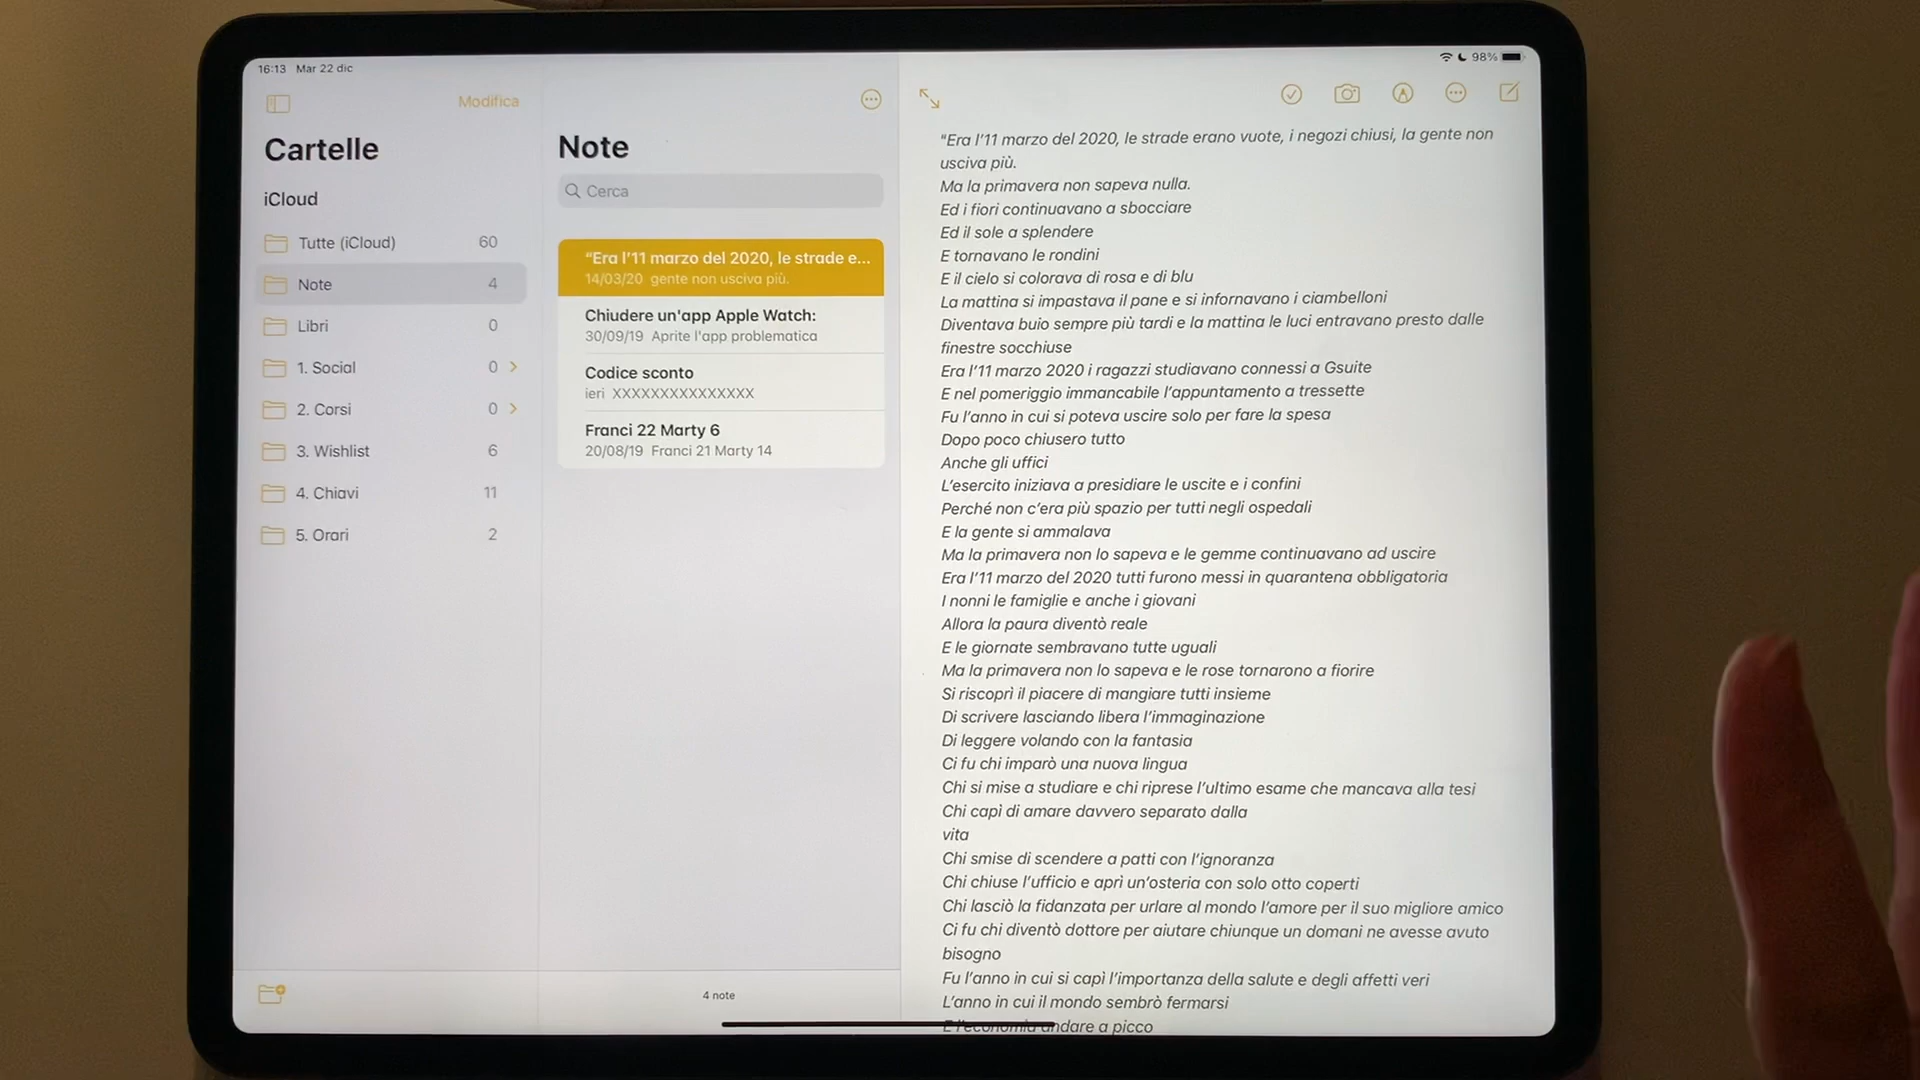 16:13 Mar 22 dic
98%
Modifica
Cartelle
iCloud
Tutte (iCloud) 60
Note 4
Libri 0
1. Social 0
2. Corsi 0
3. Wishlist 6
4. Chiavi 11
5. Orari 2
Note
Cerca
“Era l’11 marzo del 2020, le strade e...
14/03/20 gente non usciva più.
Chiudere un'app Apple Watch:
30/09/19 Aprite l'app problematica
Codice sconto
ieri XXXXXXXXXXXXXXX
Franci 22 Marty 6
20/08/19 Franci 21 Marty 14
4 note
“Era l’11 marzo del 2020, le strade erano vuote, i negozi chiusi, la gente non
usciva più.
Ma la primavera non sapeva nulla.
Ed i fiori continuavano a sbocciare
Ed il sole a splendere
E tornavano le rondini
E il cielo si colorava di rosa e di blu
La mattina si impastava il pane e si infornavano i ciambelloni
Diventava buio sempre più tardi e la mattina le luci entravano presto dalle
finestre socchiuse
Era l’11 marzo 2020 i ragazzi studiavano connessi a Gsuite
E nel pomeriggio immancabile l’appuntamento a tressette
Fu l’anno in cui si poteva uscire solo per fare la spesa
Dopo poco chiusero tutto
Anche gli uffici
L’esercito iniziava a presidiare le uscite e i confini
Perché non c’era più spazio per tutti negli ospedali
E la gente si ammalava
Ma la primavera non lo sapeva e le gemme continuavano ad uscire
Era l’11 marzo del 2020 tutti furono messi in quarantena obbligatoria
I nonni le famiglie e anche i giovani
Allora la paura diventò reale
E le giornate sembravano tutte uguali
Ma la primavera non lo sapeva e le rose tornarono a fiorire
Si riscoprì il piacere di mangiare tutti insieme
Di scrivere lasciando libera l’immaginazione
Di leggere volando con la fantasia
Ci fu chi imparò una nuova lingua
Chi si mise a studiare e chi riprese l’ultimo esame che mancava alla tesi
Chi capì di amare davvero separato dalla
vita
Chi smise di scendere a patti con l’ignoranza
Chi chiuse l’ufficio e aprì un’osteria con solo otto coperti
Chi lasciò la fidanzata per urlare al mondo l’amore per il suo migliore amico
Ci fu chi diventò dottore per aiutare chiunque un domani ne avesse avuto
bisogno
Fu l’anno in cui si capì l’importanza della salute e degli affetti veri
L’anno in cui il mondo sembrò fermarsi
E l’economia andare a picco